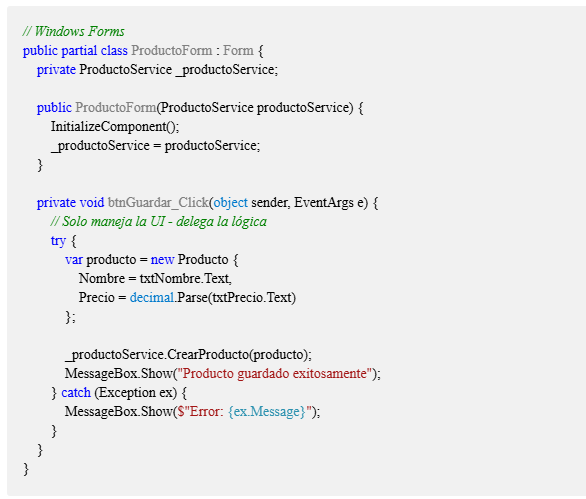 // Windows Forms
public partial class ProductoForm : Form {
private ProductoService _productoService;
public ProductoForm(ProductoService productoService) {
InitializeComponent();
_productoService = productoService;
}
private void btnGuardar_Click(object sender, EventArgs e) {
// Solo maneja la UI - delega la lógica
try {
var producto = new Producto {
Nombre = txtNombre.Text,
Precio = decimal.Parse(txtPrecio.Text)
};
_productoService.CrearProducto(producto);
MessageBox.Show("Producto guardado exitosamente");
} catch (Exception ex) {
MessageBox.Show($"Error: {ex.Message}");
}
}
}